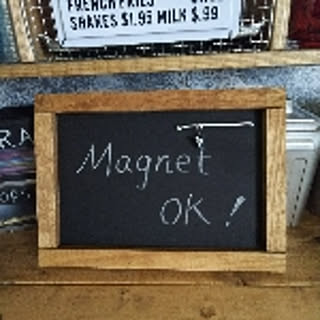 FRENCH FRIES
SHAKES $1.95 MILK $.99
Magnet
OK!